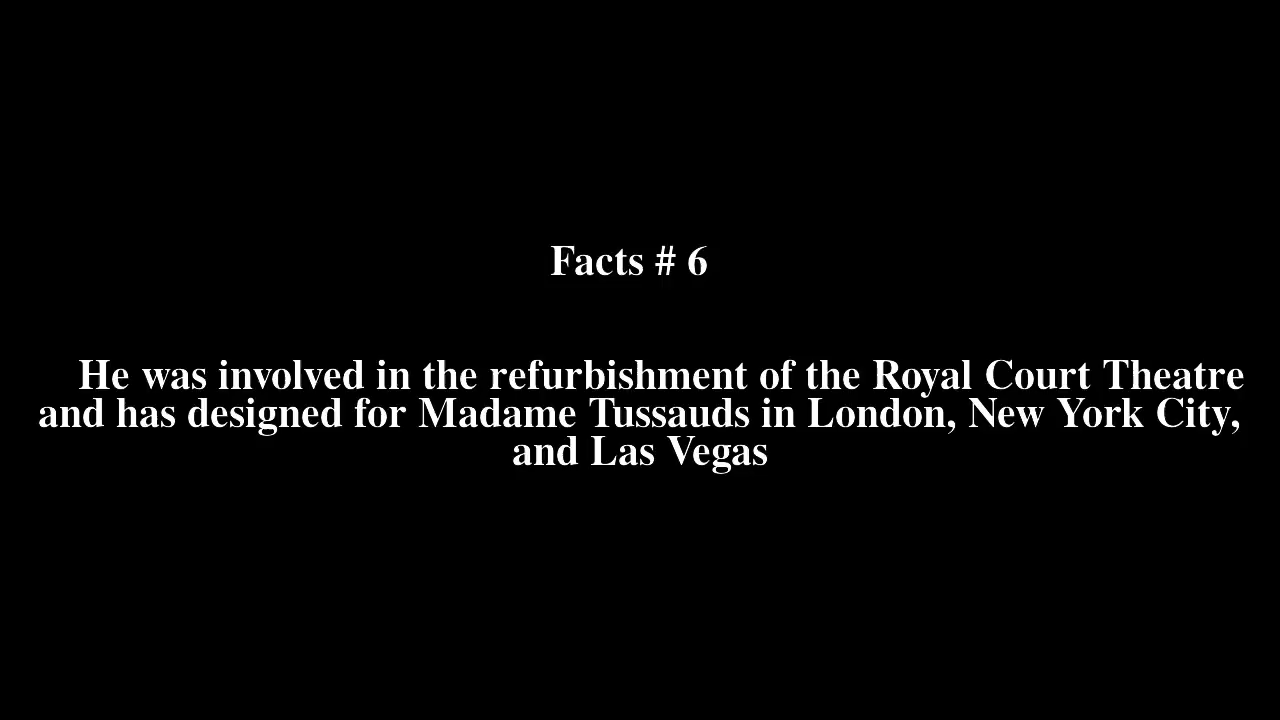 Facts # 6
He was involved in the refurbishment of the Royal Court Theatre
and has designed for Madame Tussauds in London, New York City,
and Las Vegas